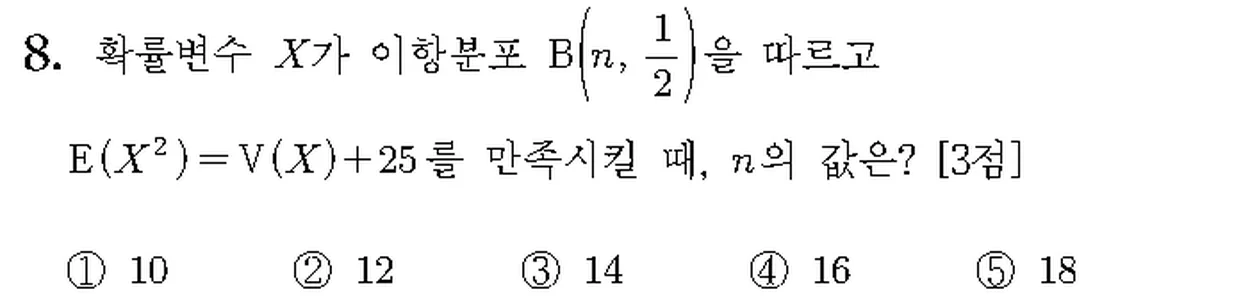 8. 확률변수 X가 이항분포 B(n, 1/2)을 따르고
E(X²)=V(X)+25를 만족시킬 때, n의 값은? [3점]
① 10 ② 12 ③ 14 ④ 16 ⑤ 18